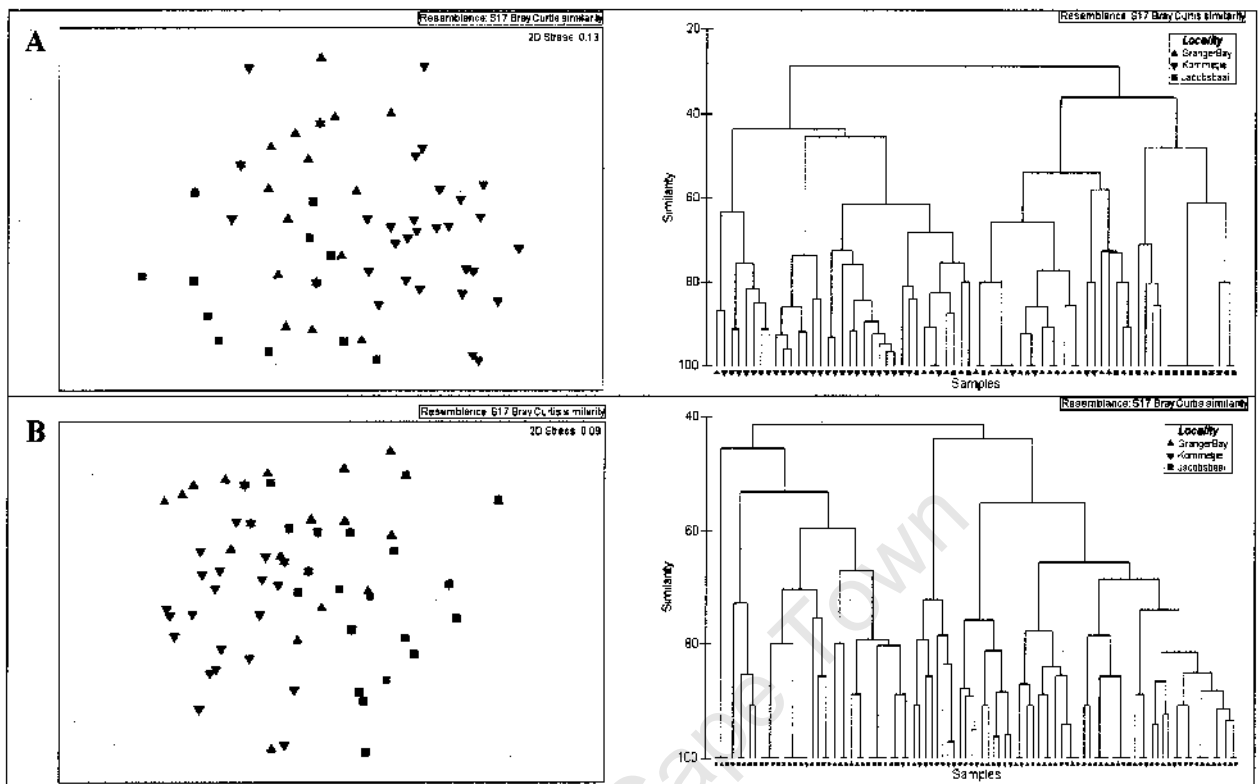 A
Resemblance: S17 Bray Curtis similarity
2D Stress 0.13
Resemblance: S17 Bray Curtis similarity
20
40
60
80
100
Similarity
Locality
GrangerBay
Kommetjie
Jacobsbaai
Samples
B
Resemblance: S17 Bray Curtis similarity
2D Stress 0.09
Resemblance: S17 Bray Curtis similarity
40
60
80
100
Similarity
Locality
GrangerBay
Kommetjie
Jacobsbaai
Samples
Cape Town